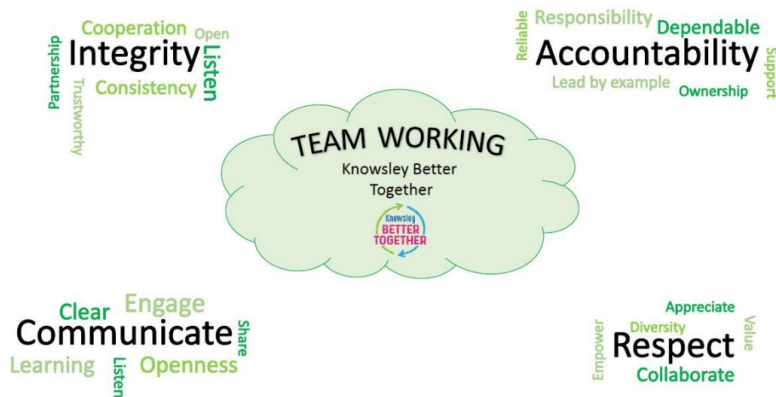 Cooperation
Open
Integrity
Listen
Partnership
Trustworthy
Consistency
Reliable
Responsibility
Dependable
Accountability
Support
Lead by example
Ownership
TEAM WORKING
Knowsley Better
Together
Knowsley
BETTER
TOGETHER
Clear
Engage
Communicate
Share
Learning
Listen
Openness
Appreciate
Diversity
Value
Empower
Respect
Collaborate